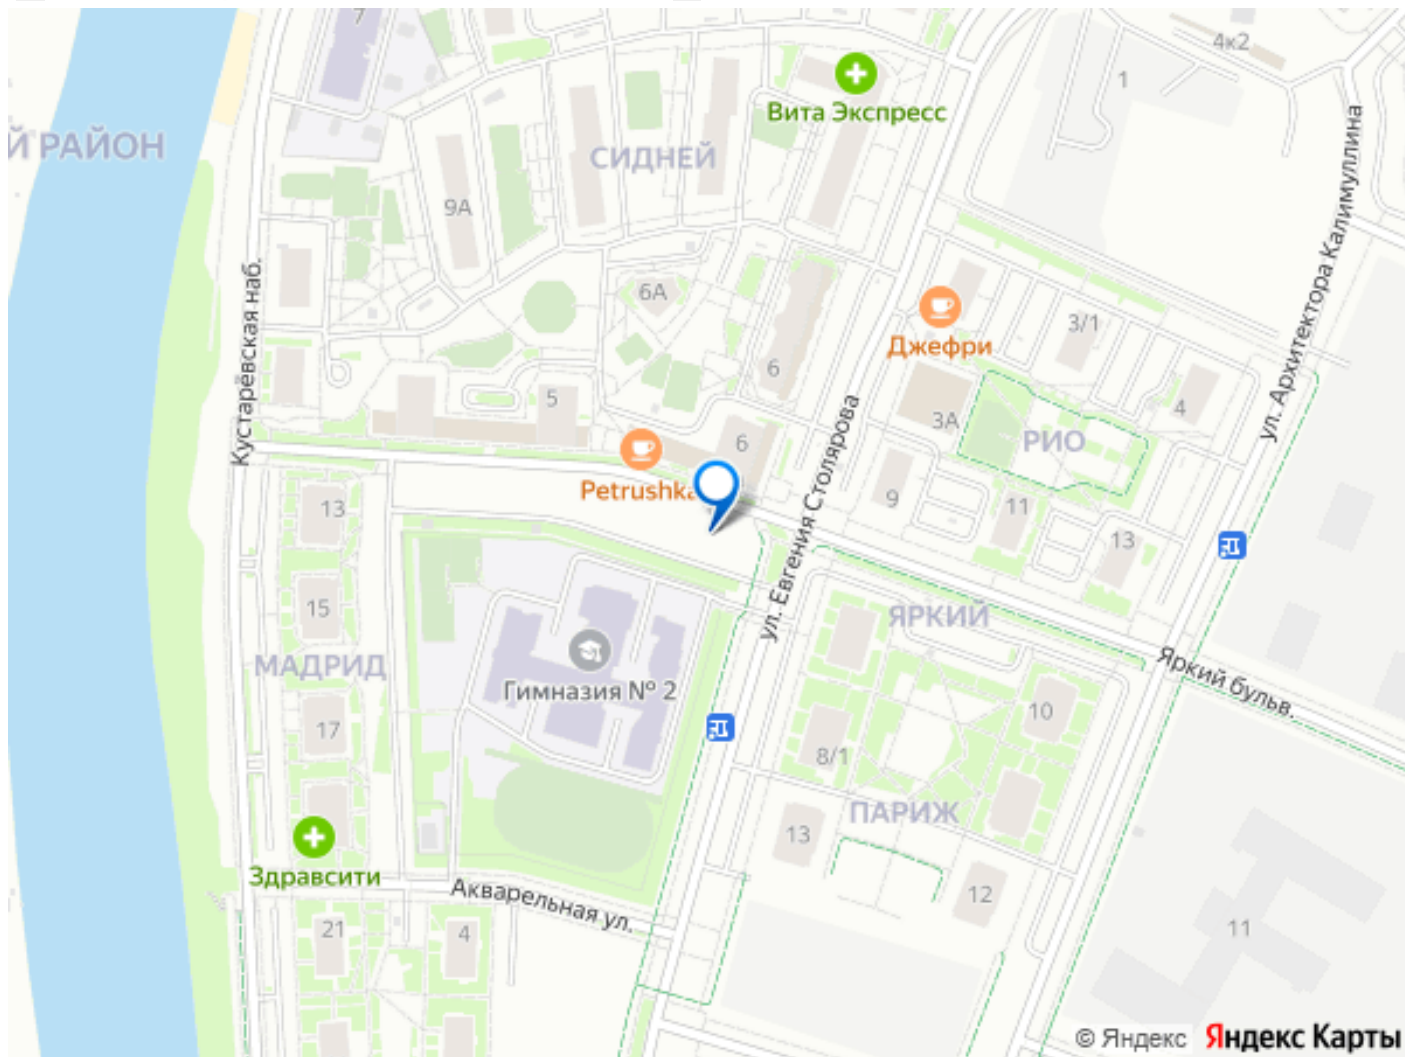 7
4к2
1
Вита Экспресс
Й РАЙОН
СИДНЕЙ
9А
ул. Архитектора Калимуллина
6А
Кустарёвская наб.
Джефри
3/1
6
5
4
ул. Евгения Столярова
3А
РИО
6
Petrushka
9
11
13
13
15
ЯРКИЙ
МАДРИД
Гимназия № 2
Яркий бульв.
17
10
8/1
ПАРИЖ
13
Здравсити
Акварельная ул.
12
21
4
11
© Яндекс Яндекс Карты